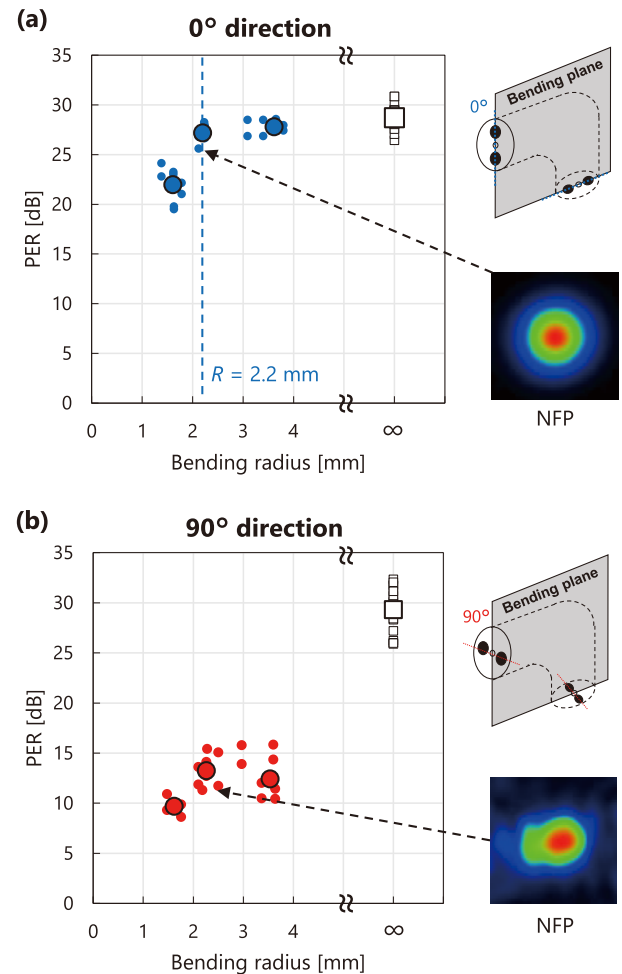 (a)
0° direction
35
30
25
20
15
10
5
0
PER [dB]
R = 2.2 mm
0 1 2 3 4 ∞
Bending radius [mm]
Bending plane
0°
NFP
(b)
90° direction
35
30
25
20
15
10
5
0
PER [dB]
0 1 2 3 4 ∞
Bending radius [mm]
Bending plane
90°
NFP